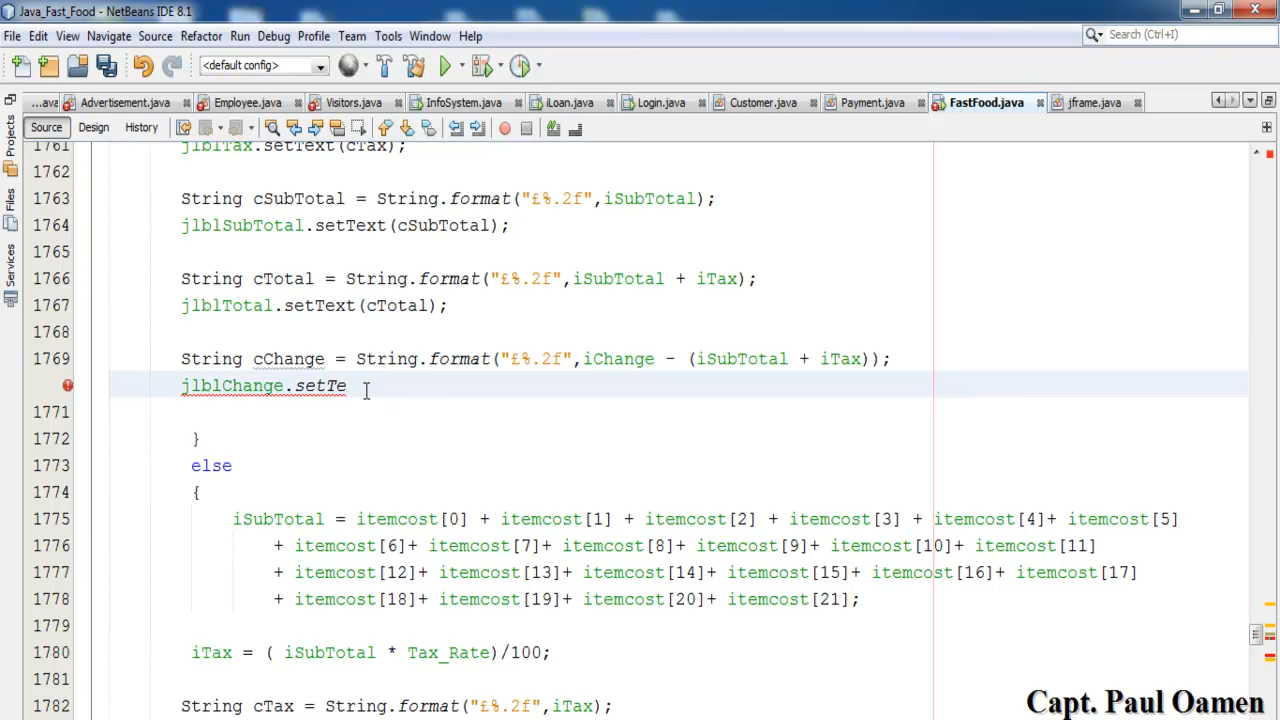 Java_Fast_Food - NetBeans IDE 8.1
File Edit View Navigate Source Refactor Run Debug Profile Team Tools Window Help
Search (Ctrl+I)
<default config>
...ava Advertisement.java Employee.java Visitors.java InfoSystem.java iLoan.java Login.java Customer.java Payment.java FastFood.java jframe.java
Source Design History
Projects
Files
Services
1761 jlblTax.setText(cTax);
1762
1763 String cSubTotal = String.format("£%.2f",iSubTotal);
1764 jlblSubTotal.setText(cSubTotal);
1765
1766 String cTotal = String.format("£%.2f",iSubTotal + iTax);
1767 jlblTotal.setText(cTotal);
1768
1769 String cChange = String.format("£%.2f",iChange - (iSubTotal + iTax));
jlblChange.setTe
1771
1772 }
1773 else
1774 {
1775 iSubTotal = itemcost[0] + itemcost[1] + itemcost[2] + itemcost[3] + itemcost[4]+ itemcost[5]
1776 + itemcost[6]+ itemcost[7]+ itemcost[8]+ itemcost[9]+ itemcost[10]+ itemcost[11]
1777 + itemcost[12]+ itemcost[13]+ itemcost[14]+ itemcost[15]+ itemcost[16]+ itemcost[17]
1778 + itemcost[18]+ itemcost[19]+ itemcost[20]+ itemcost[21];
1779
1780 iTax = ( iSubTotal * Tax_Rate)/100;
1781
1782 String cTax = String.format("£%.2f",iTax);
Capt. Paul Oamen